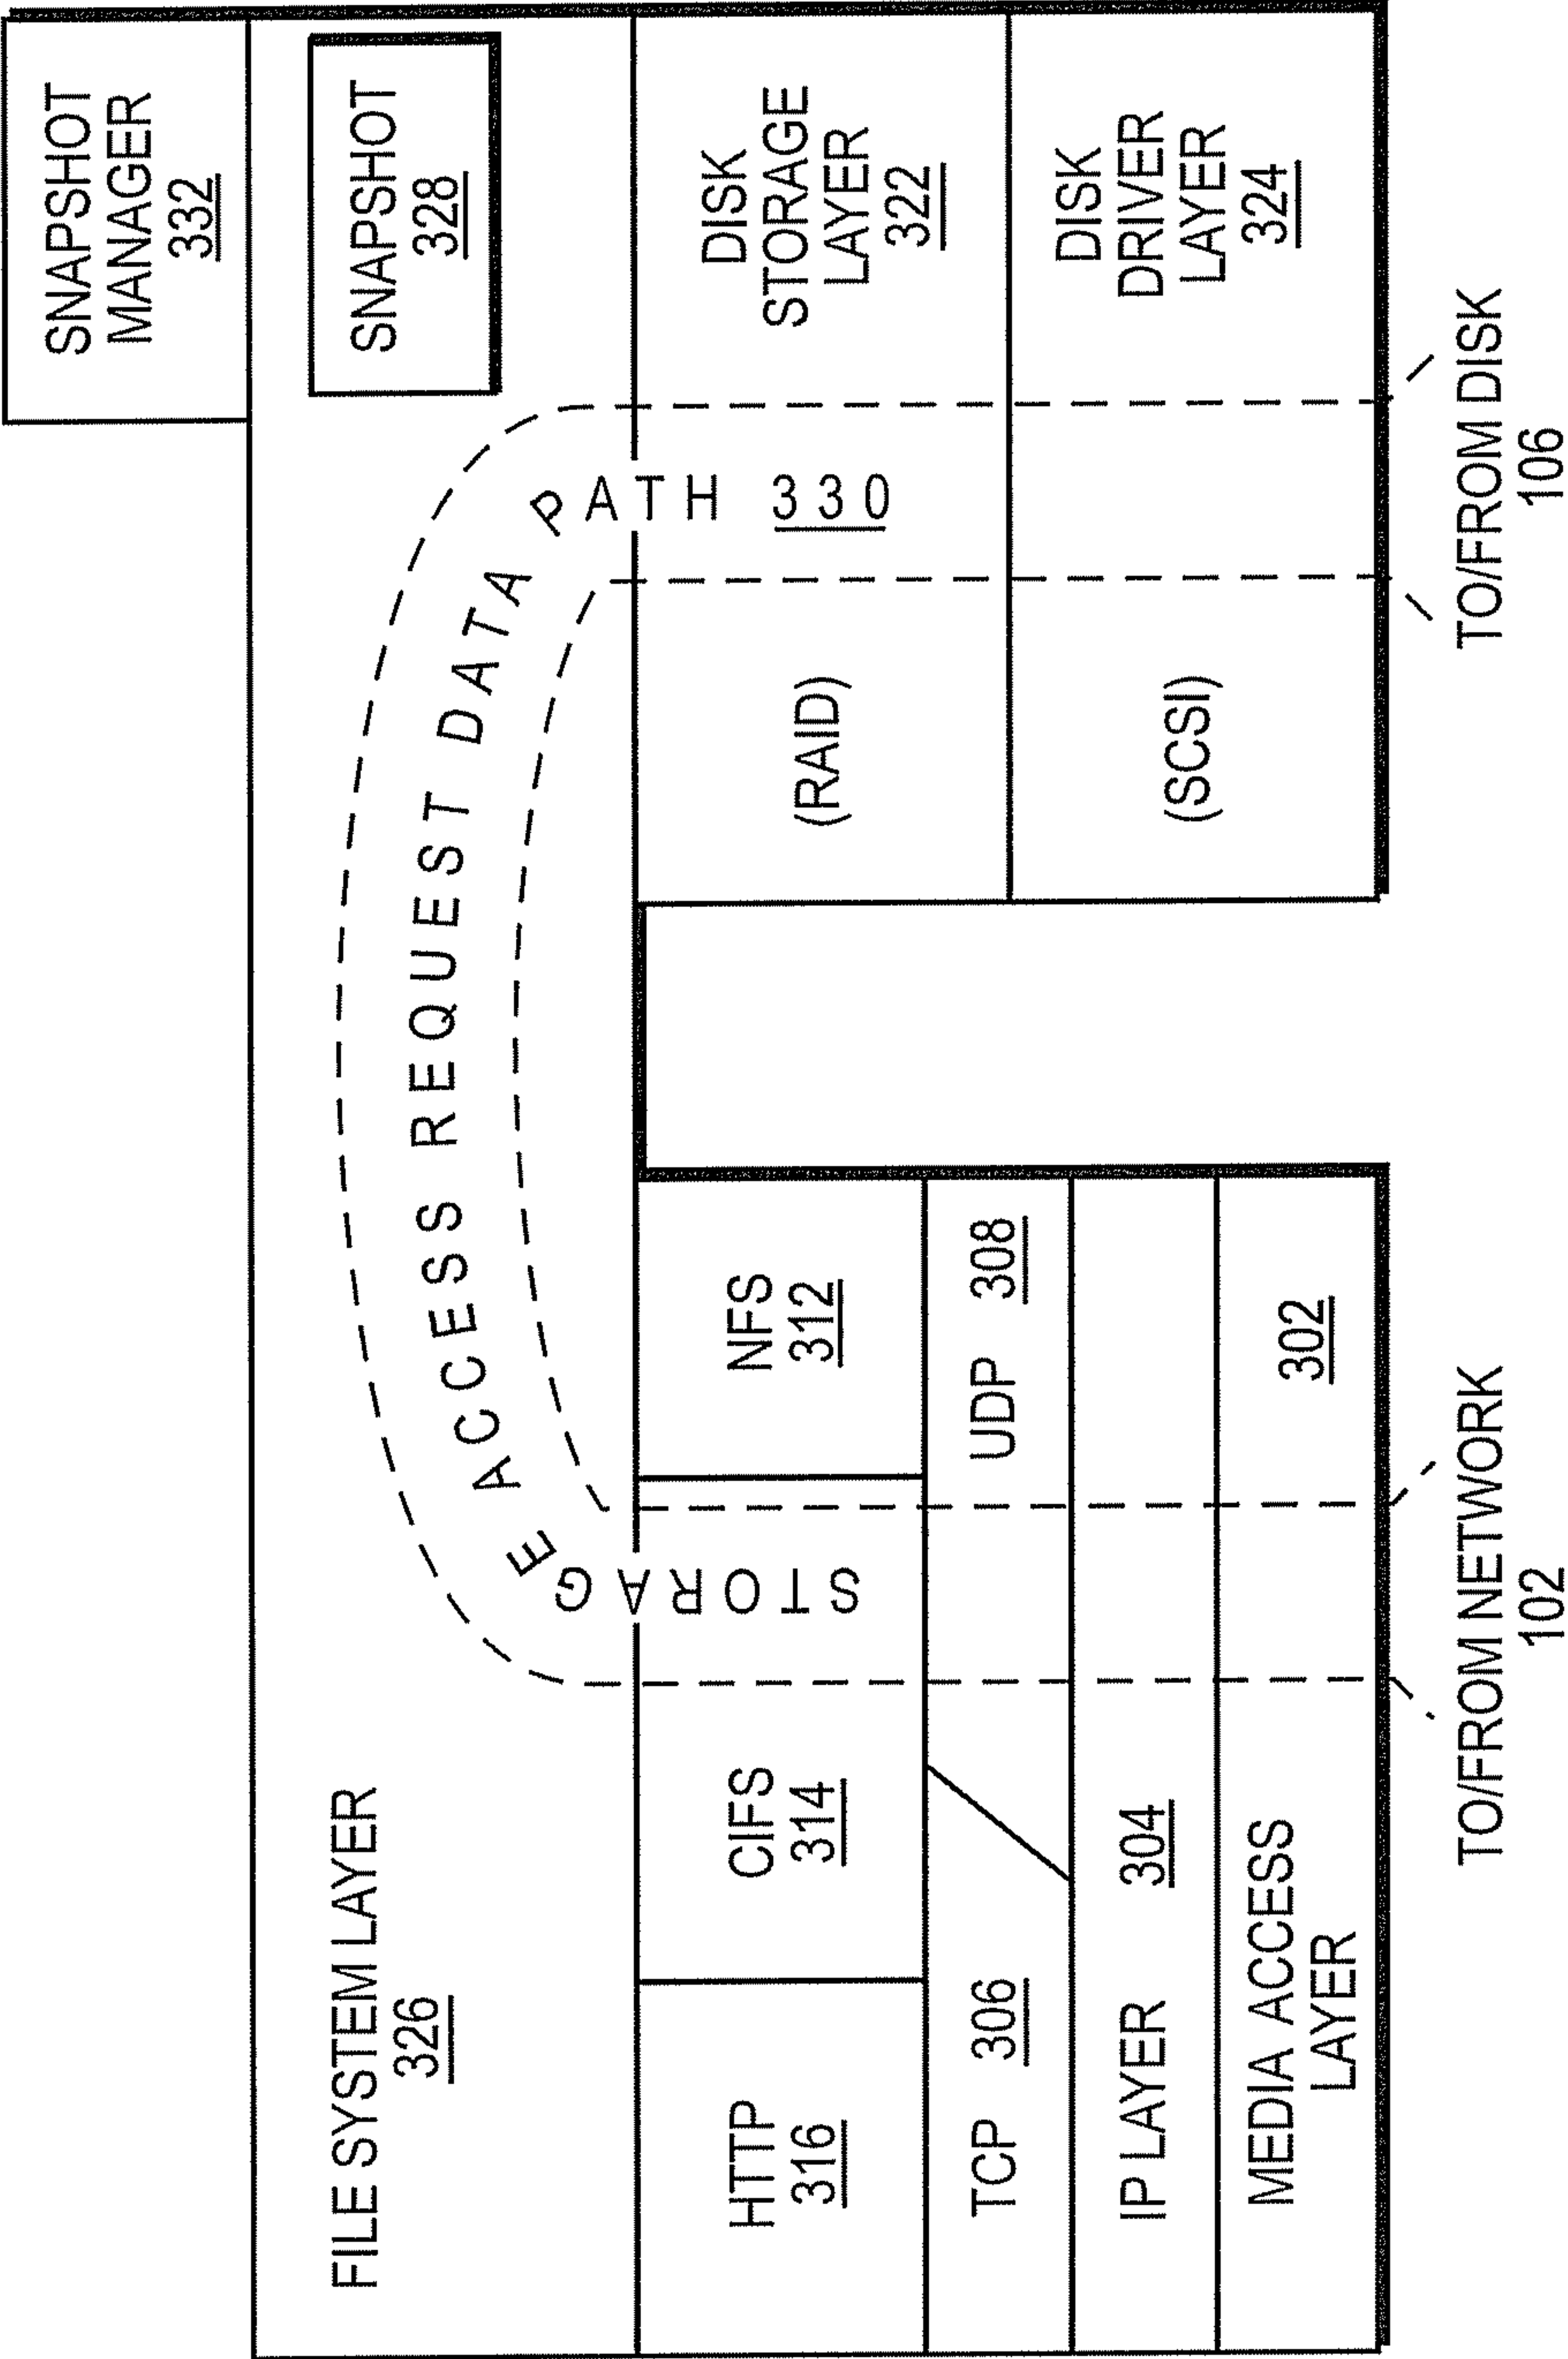 SNAPSHOT
MANAGER
332
FILE SYSTEM LAYER
326
SNAPSHOT
328
STORAGE ACCESS REQUEST DATA PATH 330
HTTP
316
CIFS
314
NFS
312
(RAID)
DISK
STORAGE
LAYER
322
TCP 306
UDP 308
IP LAYER 304
MEDIA ACCESS
LAYER
302
(SCSI)
DISK
DRIVER
LAYER
324
TO/FROM NETWORK
102
TO/FROM DISK
106